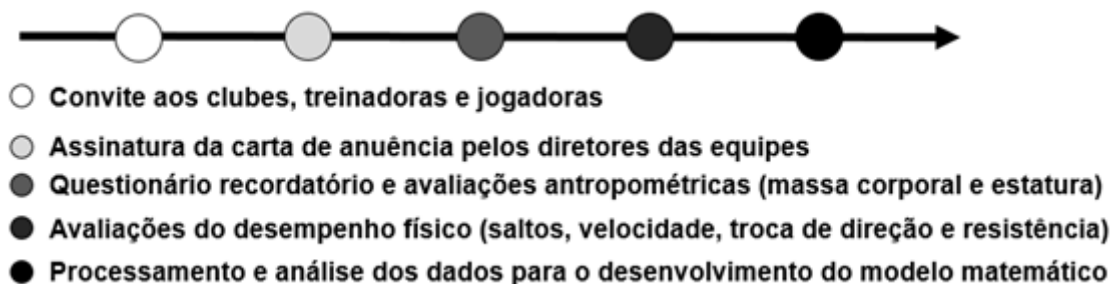 Convite aos clubes, treinadoras e jogadoras
Assinatura da carta de anuência pelos diretores das equipes
Questionário recordatório e avaliações antropométricas (massa corporal e estatura)
Avaliações do desempenho físico (saltos, velocidade, troca de direção e resistência)
Processamento e análise dos dados para o desenvolvimento do modelo matemático